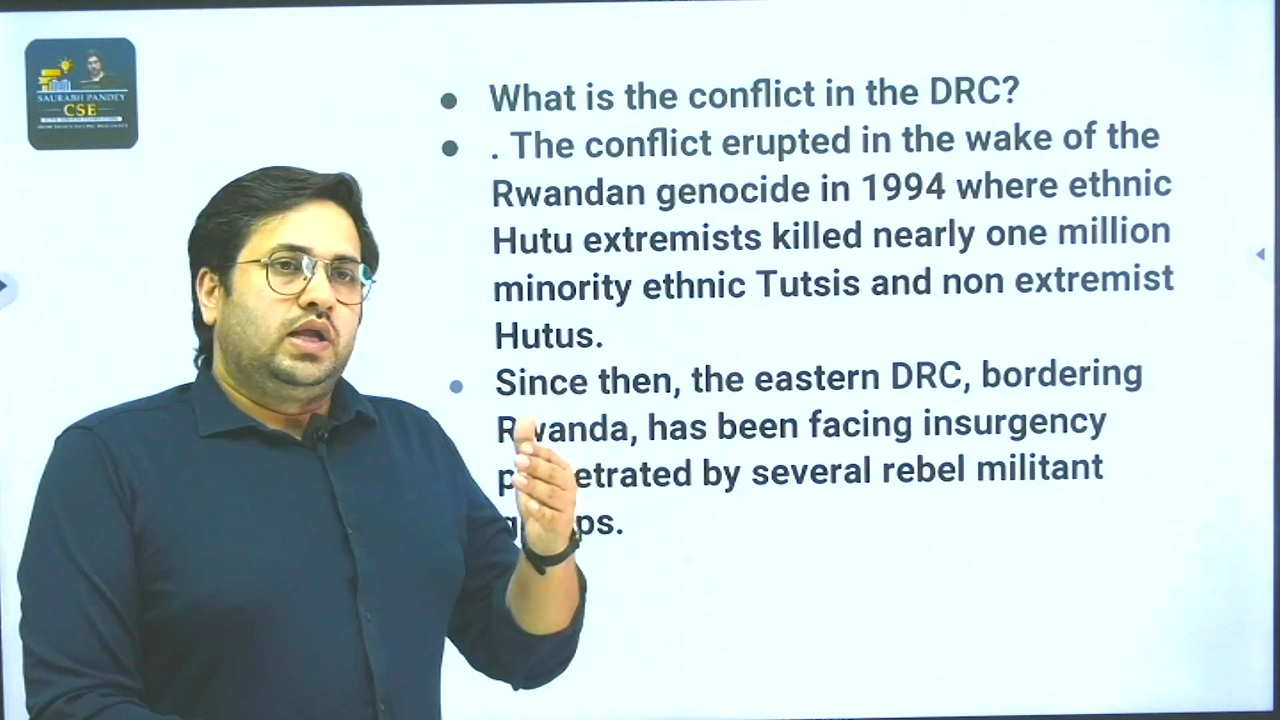 SAURABH PANDEY
CSE
What is the conflict in the DRC?
. The conflict erupted in the wake of the
Rwandan genocide in 1994 where ethnic
Hutu extremists killed nearly one million
minority ethnic Tutsis and non extremist
Hutus.
Since then, the eastern DRC, bordering
Rwanda, has been facing insurgency
by several rebel militant